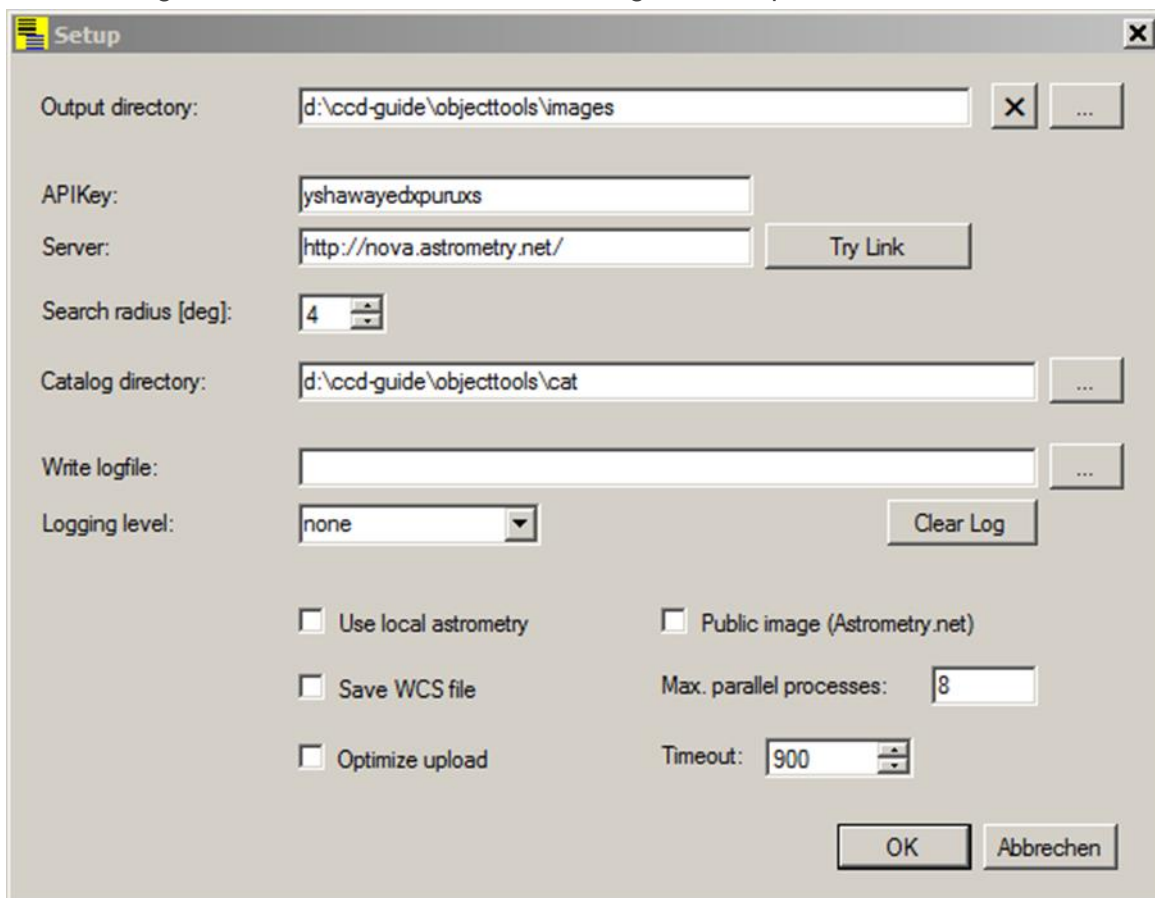 Setup
Output directory: d:\ccd-guide\objecttools\images ...
APIKey: yshawayedxpuruxs
Server: http://nova.astrometry.net/ Try Link
Search radius [deg]: 4
Catalog directory: d:\ccd-guide\objecttools\cat ...
Write logfile: ...
Logging level: none Clear Log
Use local astrometry Public image (Astrometry.net)
Save WCS file Max. parallel processes: 8
Optimize upload Timeout: 900
OK Abbrechen